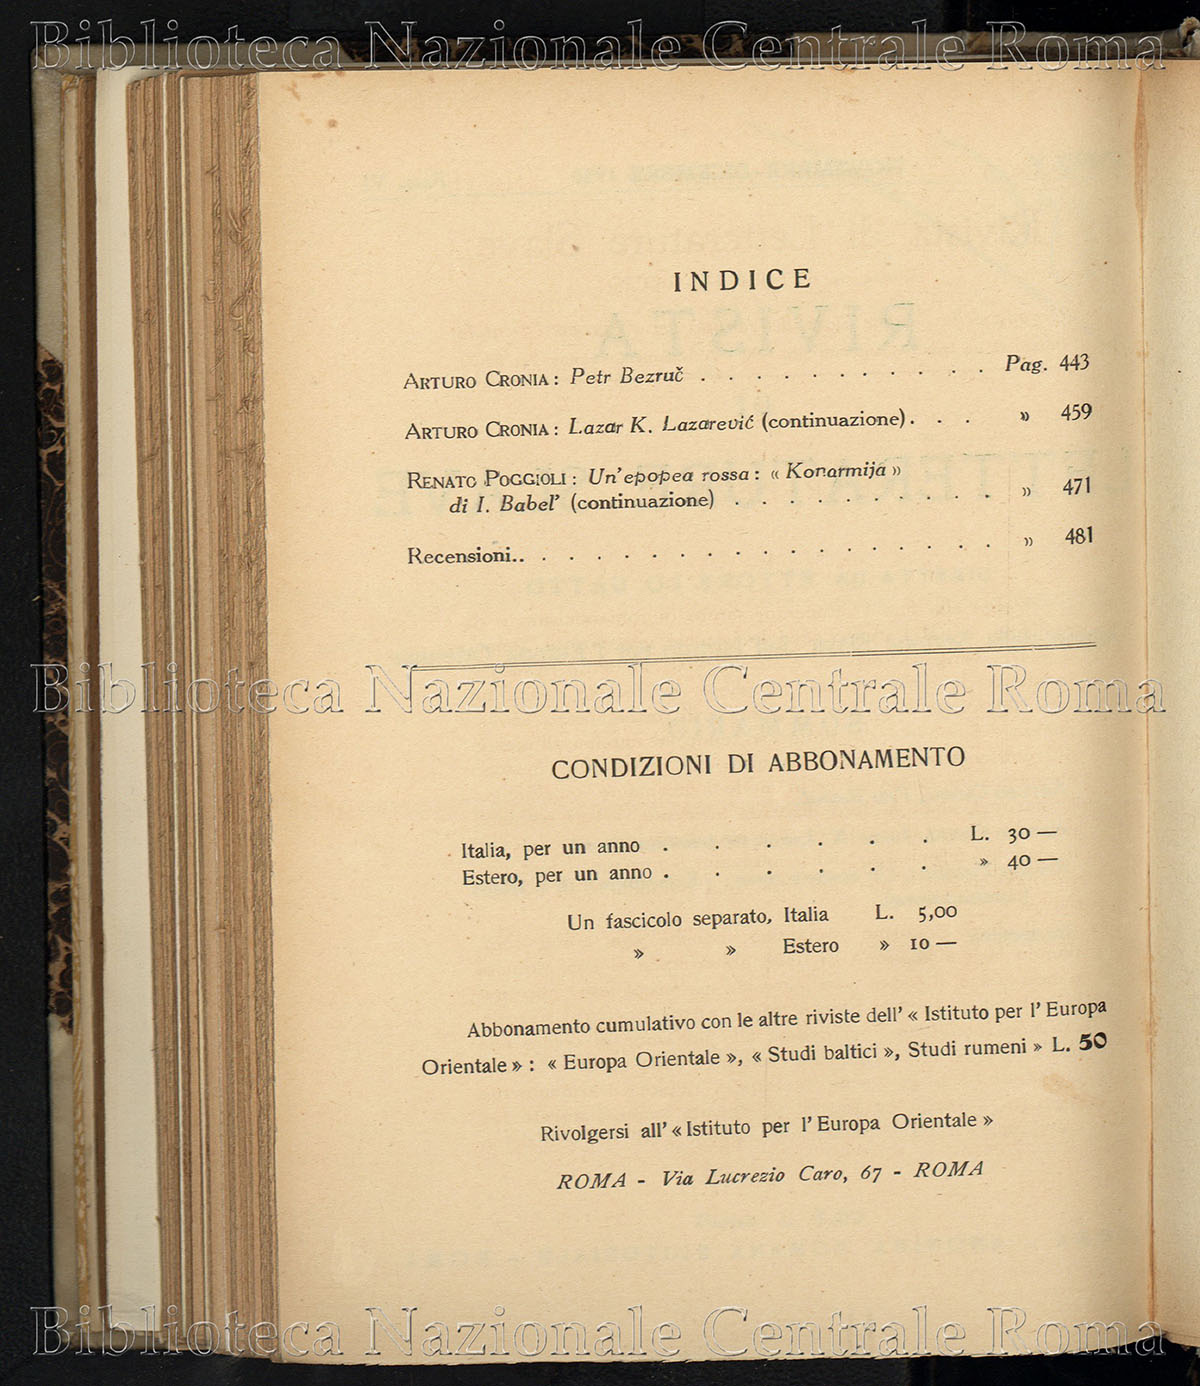 Biblioteca Nazionale Centrale Roma
INDICE
ARTURO CRONIA: Petr Bezruč . . . . . . . . . . . Pag. 443
ARTURO CRONIA: Lazar K. Lazarević (continuazione). . . » 459
RENATO POGGIOLI: Un'epopea rossa: « Konarmija »
di I. Babel' (continuazione) . . . . . . . . . . » 471
Recensioni.. . . . . . . . . . . . . . . . . . » 481
Biblioteca Nazionale Centrale Roma
CONDIZIONI DI ABBONAMENTO
Italia, per un anno . . . . . . L. 30 —
Estero, per un anno . . . . . . » 40 —
Un fascicolo separato, Italia L. 5,00
» » Estero » 10 —
Abbonamento cumulativo con le altre riviste dell' « Istituto per l' Europa
Orientale » : « Europa Orientale », « Studi baltici », Studi rumeni » L. 50
Rivolgersi all' « Istituto per l' Europa Orientale »
ROMA - Via Lucrezio Caro, 67 - ROMA
Biblioteca Nazionale Centrale Roma